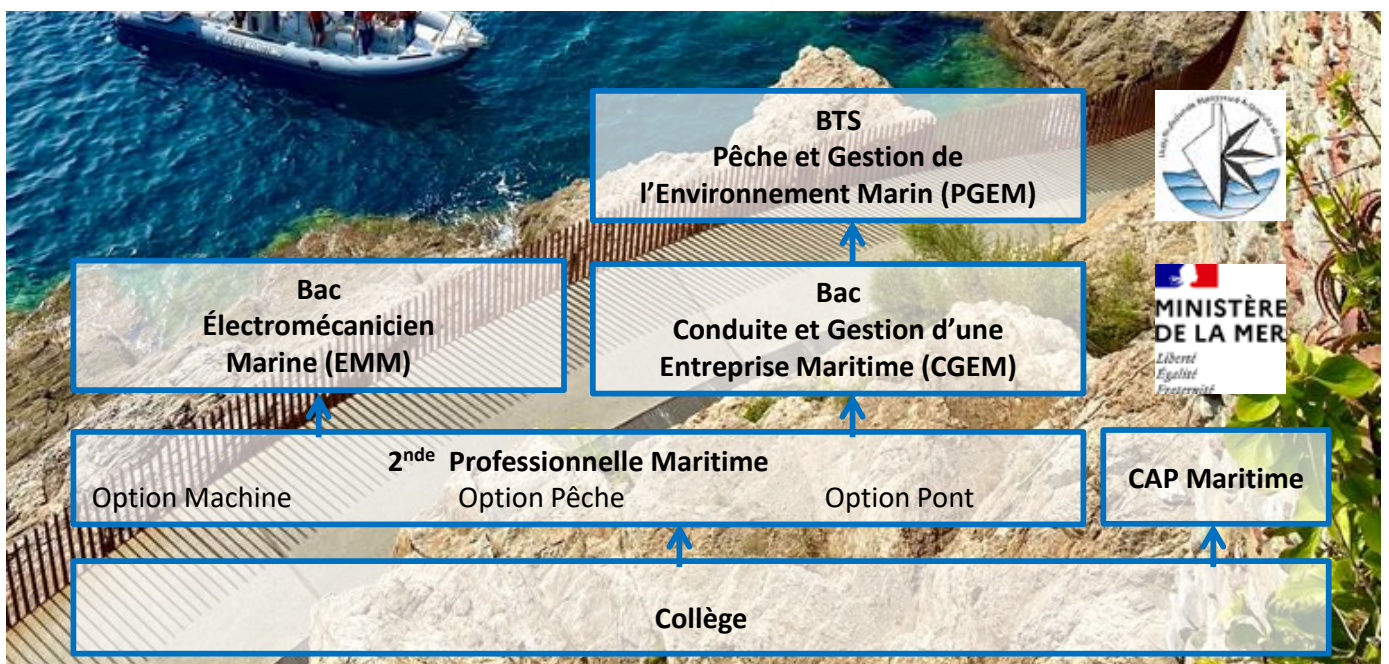 BTS
Pêche et Gestion de
l'Environnement Marin (PGEM)
Bac
Électromécanicien
Marine (EMM)
Bac
Conduite et Gestion d'une
Entreprise Maritime (CGEM)
MINISTÈRE
DE LA MER
Liberté
Égalité
Fraternité
2nde Professionnelle Maritime
Option Machine
Option Pêche
Option Pont
CAP Maritime
Collège